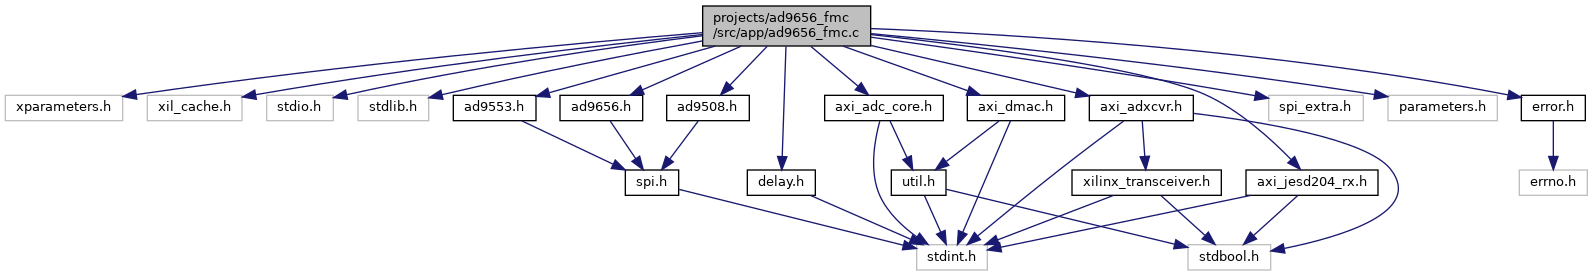 projects/ad9656_fmc
/src/app/ad9656_fmc.c
xparameters.h
xil_cache.h
stdio.h
stdlib.h
ad9553.h
ad9656.h
ad9508.h
axi_adc_core.h
axi_dmac.h
axi_adxcvr.h
spi_extra.h
parameters.h
error.h
spi.h
delay.h
util.h
xilinx_transceiver.h
axi_jesd204_rx.h
errno.h
stdint.h
stdbool.h